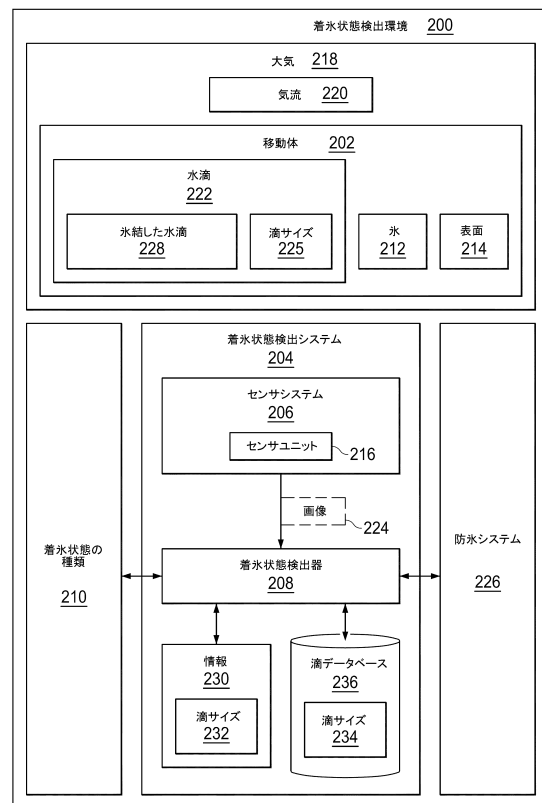 着氷状態検出環境 200
大気 218
気流 220
移動体 202
水滴
222
氷結した水滴
228
滴サイズ
225
氷
212
表面
214
着氷状態検出システム
204
センサシステム
206
センサユニット
216
画像
224
着氷状態の
種類
210
着氷状態検出器
208
防氷システム
226
情報
230
滴サイズ
232
滴データベース
236
滴サイズ
234